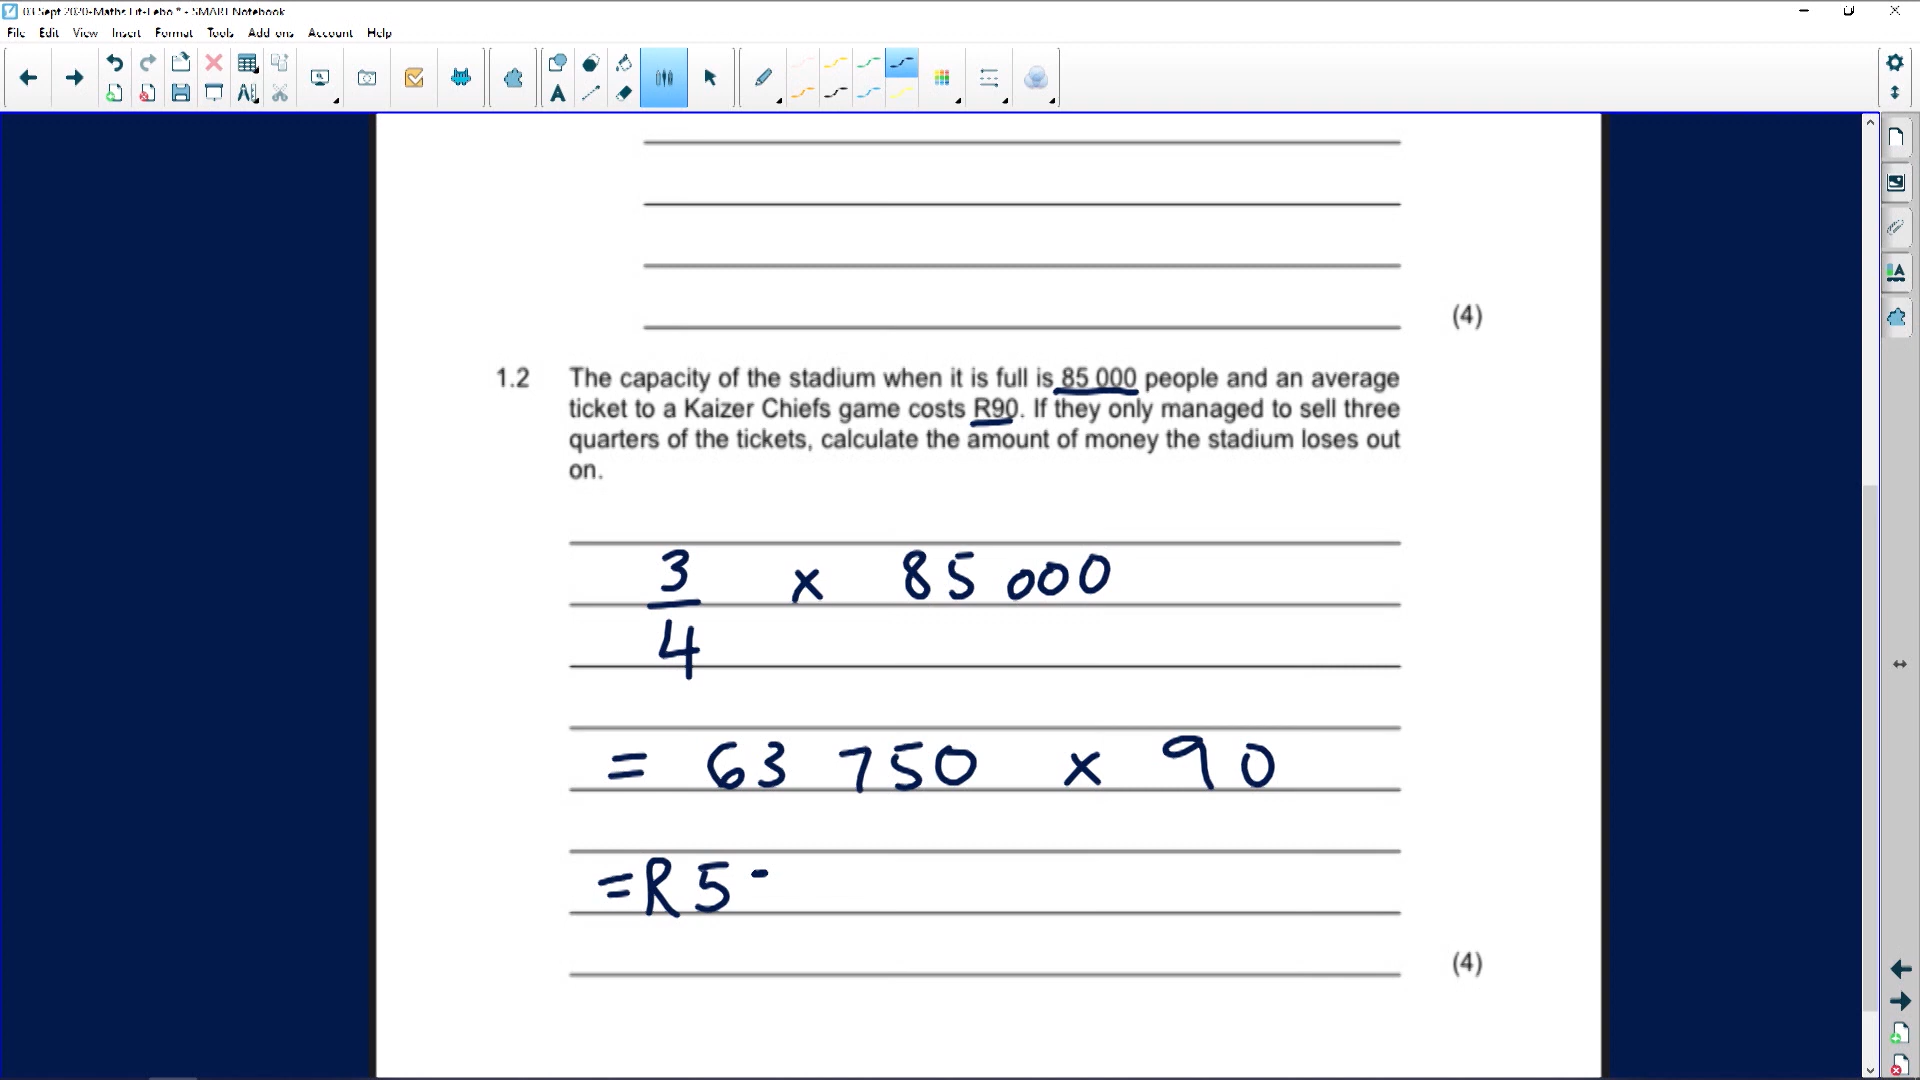 File Edit View Insert Format Tools Add-ons Account Help
(4)
1.2 The capacity of the stadium when it is full is 85 000 people and an average
ticket to a Kaizer Chiefs game costs R90. If they only managed to sell three
quarters of the tickets, calculate the amount of money the stadium loses out
on.
3
4
x 85 000
= 63 750 x 90
= R 5
(4)